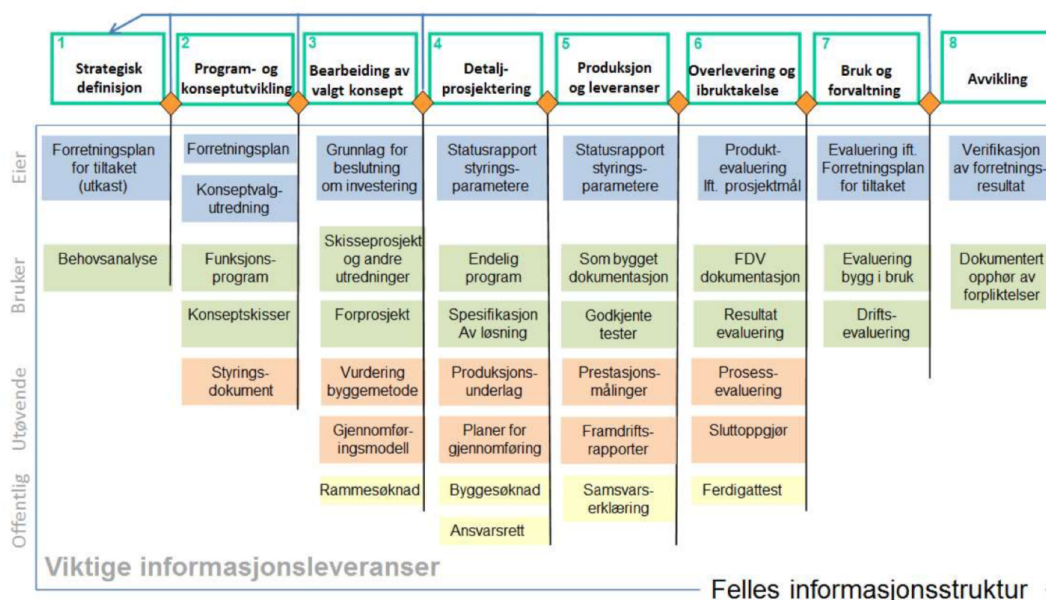 1
Strategisk
definisjon
2
Program- og
konseptutvikling
3
Bearbeiding av
valgt konsept
4
Detalj-
prosjektering
5
Produksjon
og leveranser
6
Overlevering og
ibruktakelse
7
Bruk og
forvaltning
8
Avvikling
Eier
Forretningsplan
for tiltaket
(utkast)
Forretningsplan
Konseptvalg-
utredning
Grunnlag for
beslutning
om investering
Statusrapport
styrings-
parametere
Statusrapport
styrings-
parametere
Produkt-
evaluering
Ift. prosjektmål
Evaluering ift.
Forretningsplan
for tiltaket
Verifikasjon
av forretnings-
resultat
Bruker
Behovsanalyse
Funksjons-
program
Konseptskisser
Skisseprosjekt
og andre
utredninger
Forprosjekt
Endelig
program
Spesifikasjon
Av løsning
Som bygget
dokumentasjon
Godkjente
tester
FDV
dokumentasjon
Resultat
evaluering
Evaluering
bygg i bruk
Drifts-
evaluering
Dokumentert
opphør av
forpliktelser
Utøvende
Styrings-
dokument
Vurdering
byggemetode
Gjennomfør-
ingsmodell
Produksjons-
underlag
Planer for
gjennomføring
Prestasjons-
målinger
Framdrifts-
rapporter
Prosess-
evaluering
Sluttoppgjør
Offentlig
Rammesøknad
Byggesøknad
Ansvarsrett
Samsvars-
erklæring
Ferdigattest
Viktige informasjonsleveranser
Felles informasjonsstruktur